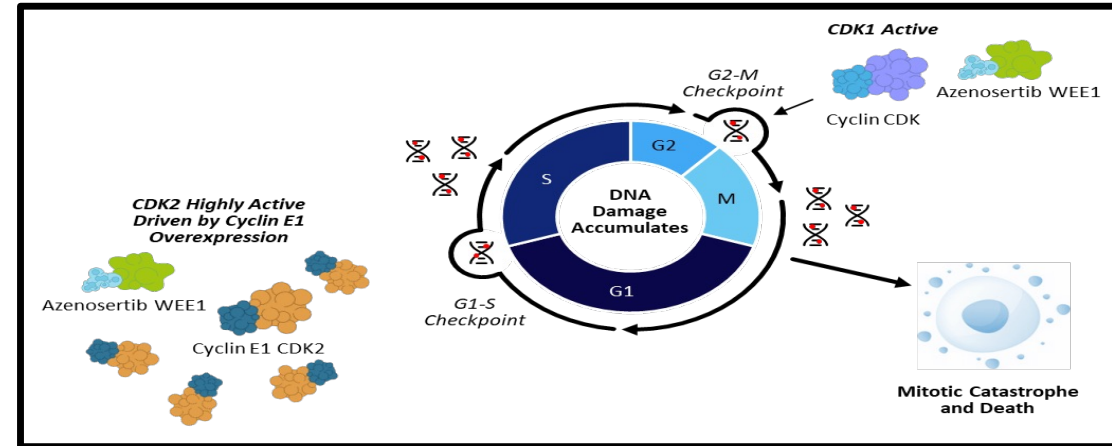 CDK1 Active
Azenosertib WEE1
Cyclin CDK
G2-M
Checkpoint
G2
S
M
DNA
Damage
Accumulates
G1
CDK2 Highly Active
Driven by Cyclin E1
Overexpression
Azenosertib WEE1
G1-S
Checkpoint
Cyclin E1 CDK2
Mitotic Catastrophe
and Death